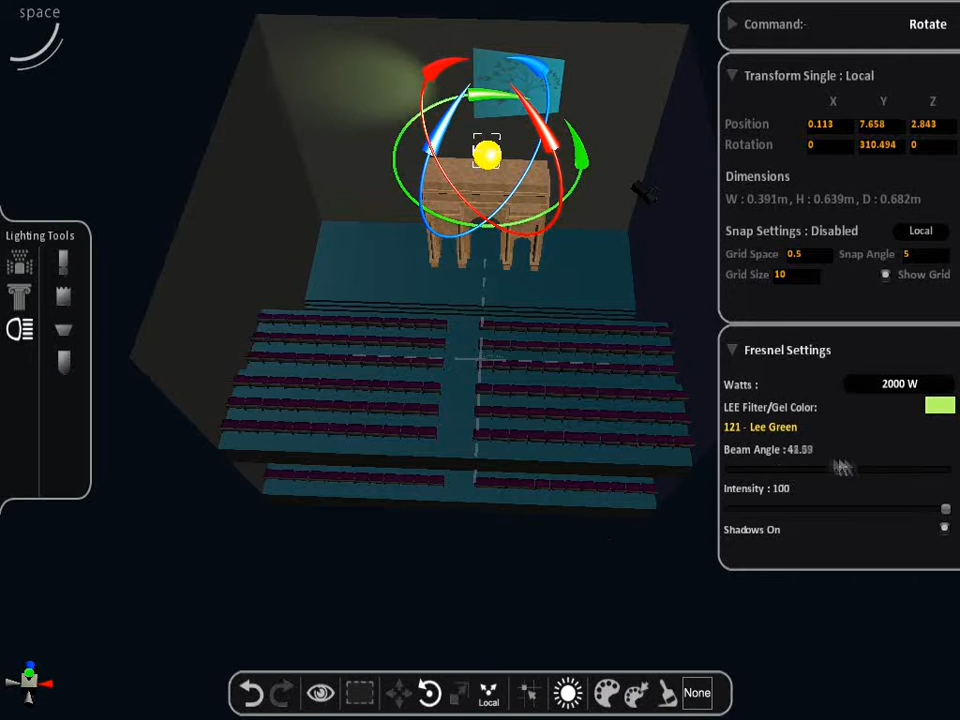 space
Command:
Rotate
Transform Single : Local
X Y Z
Position 0.113 7.658 2.843
Rotation 0 310.494 0
Dimensions
W : 0.391m, H : 0.639m, D : 0.682m
Snap Settings : Disabled Local
Grid Space 0.5 Snap Angle 5
Grid Size 10 Show Grid
Lighting Tools
Fresnel Settings
Watts : 2000 W
LEE Filter/Gel Color:
121 - Lee Green
Beam Angle :
Intensity : 100
Shadows On
Local
None